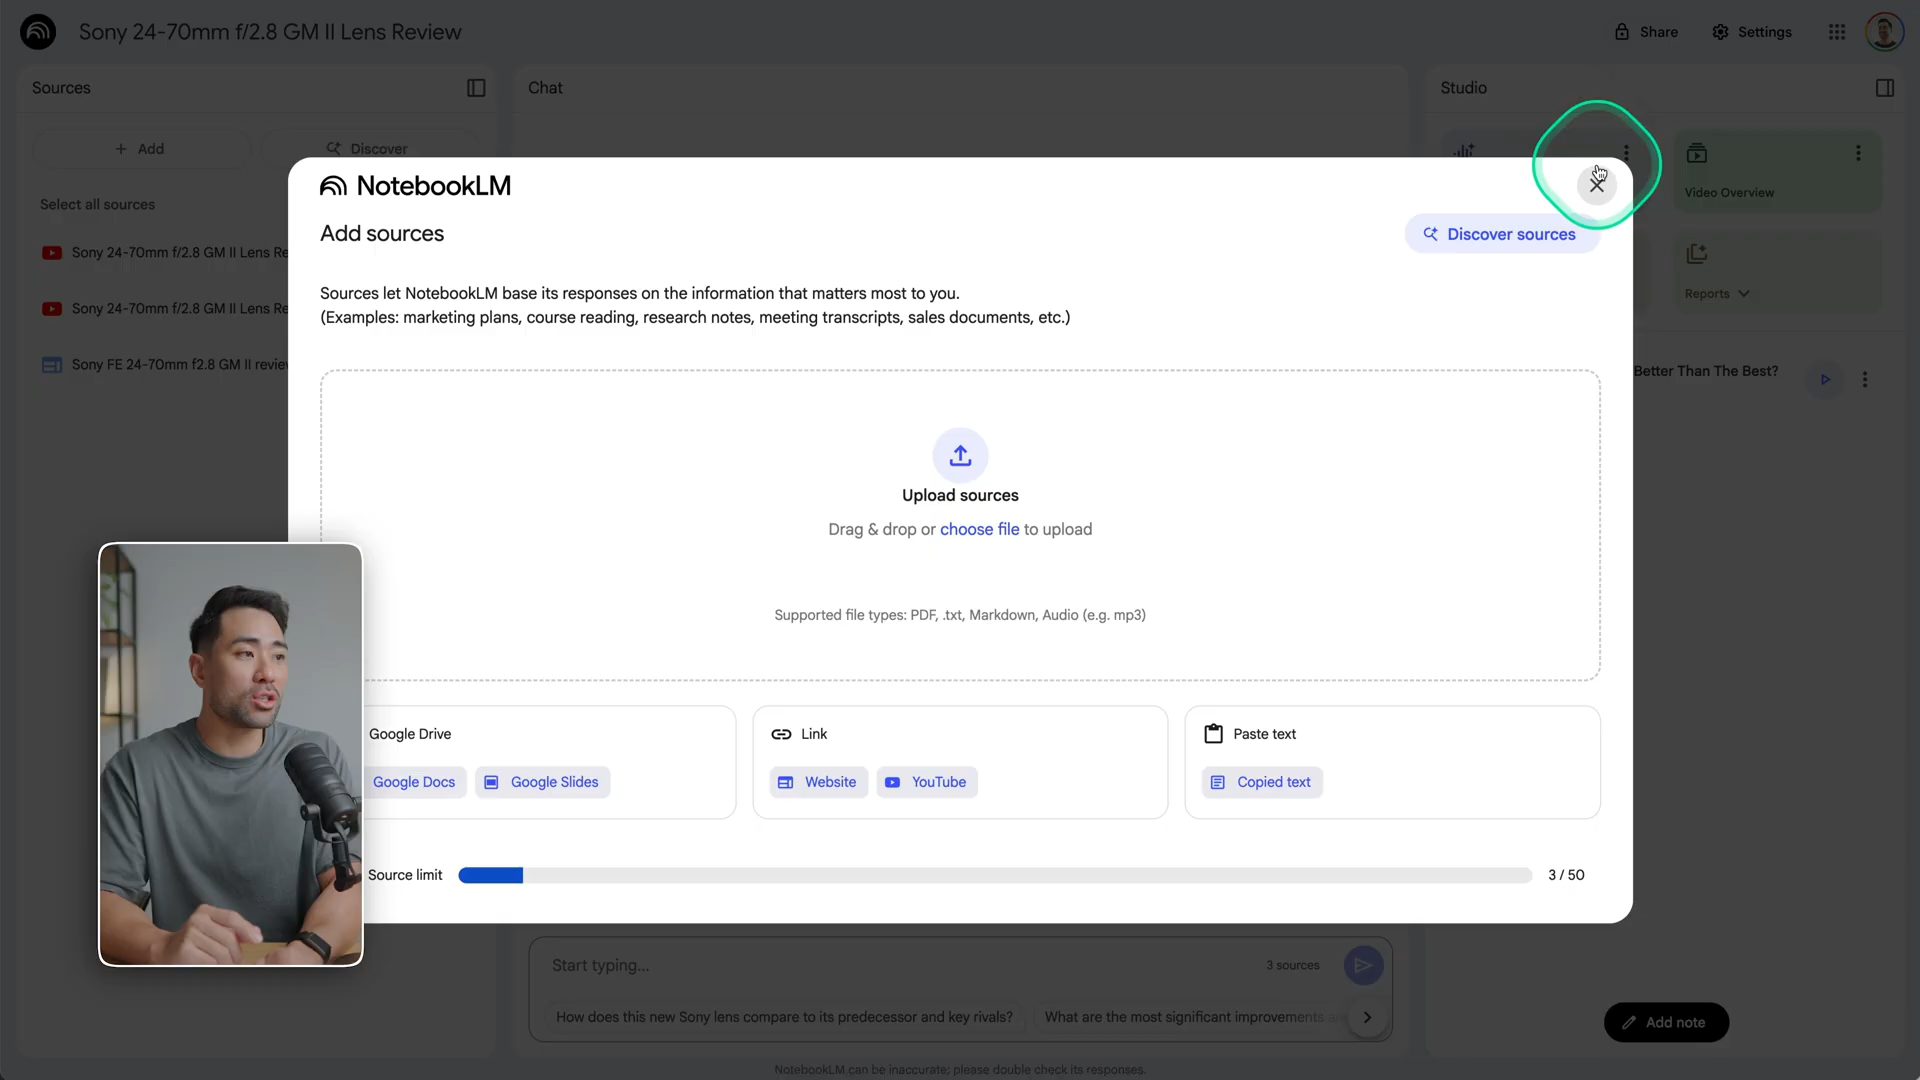 Sony 24-70mm f/2.8 GM II Lens Review
Share
Settings
Sources
Chat
Studio
Add
Discover
Select all sources
Sony 24-70mm f/2.8 GM II Lens Re
Sony 24-70mm f/2.8 GM II Lens Re
Sony FE 24-70mm f2.8 GM II review
NotebookLM
Add sources
Discover sources
Sources let NotebookLM base its responses on the information that matters most to you.
(Examples: marketing plans, course reading, research notes, meeting transcripts, sales documents, etc.)
Upload sources
Drag & drop or choose file to upload
Supported file types: PDF, .txt, Markdown, Audio (e.g. mp3)
Google Drive
Google Docs
Google Slides
Link
Website
YouTube
Paste text
Copied text
Source limit
3 / 50
Video Overview
Reports
Better Than The Best?
Start typing...
3 sources
How does this new Sony lens compare to its predecessor and key rivals?
What are the most significant improvements
Add note
NotebookLM can be inaccurate; please double check its responses.